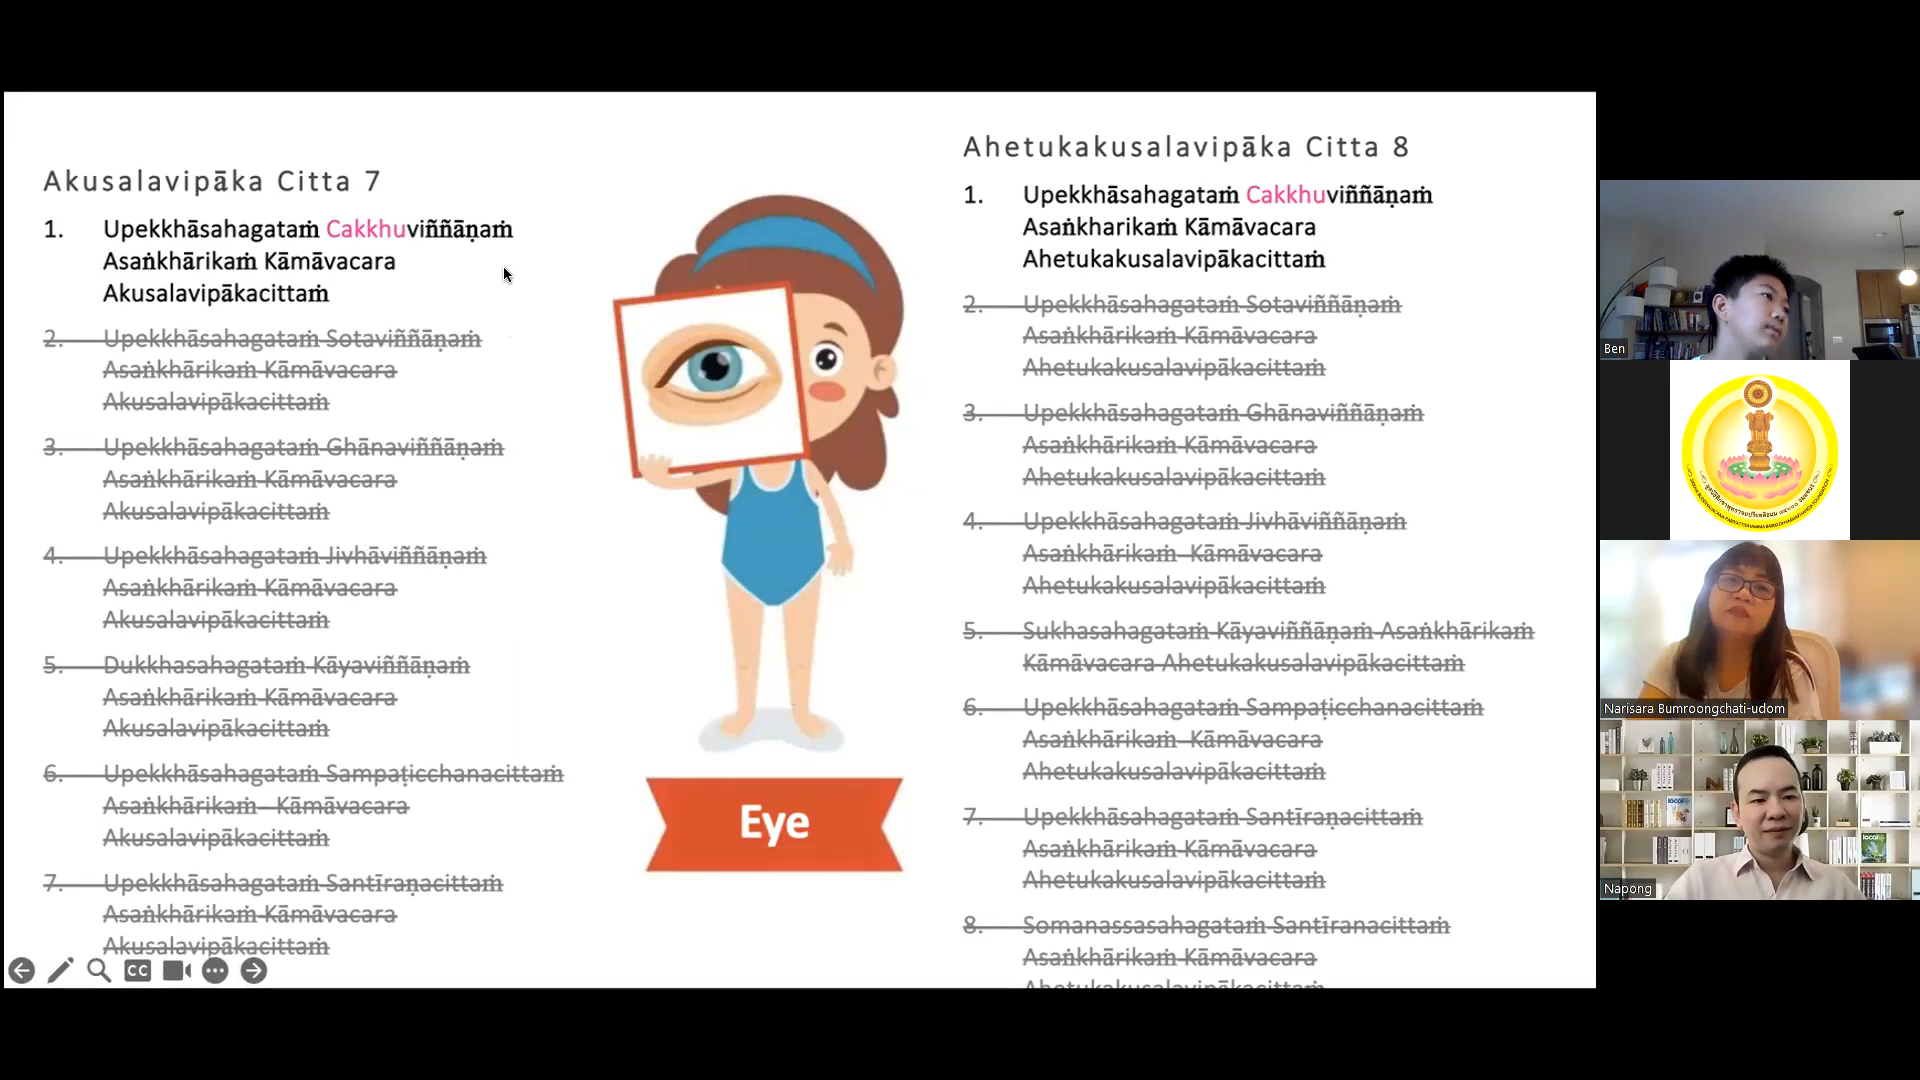 Akusalavipāka Citta 7
1. Upekkhāsahagataṁ Cakkhuviññāṇaṁ
Asaṅkhārikaṁ Kāmāvacara
Akusalavipākacittaṁ
2. Upekkhāsahagataṁ Sotaviññāṇaṁ
Asaṅkhārikaṁ Kāmāvacara
Akusalavipākacittaṁ
3. Upekkhāsahagataṁ Ghānaviññāṇaṁ
Asaṅkhārikaṁ Kāmāvacara
Akusalavipākacittaṁ
4. Upekkhāsahagataṁ Jivhāviññāṇaṁ
Asaṅkhārikaṁ Kāmāvacara
Akusalavipākacittaṁ
5. Dukkhasahagataṁ Kāyaviññāṇaṁ
Asaṅkhārikaṁ Kāmāvacara
Akusalavipākacittaṁ
6. Upekkhāsahagataṁ Sampaṭicchanacittaṁ
Asaṅkhārikaṁ Kāmāvacara
Akusalavipākacittaṁ
7. Upekkhāsahagataṁ Santīraṇacittaṁ
Asaṅkhārikaṁ Kāmāvacara
Akusalavipākacittaṁ
CC
Eye
Ahetukakusalavipāka Citta 8
1. Upekkhāsahagataṁ Cakkhuviññāṇaṁ
Asaṅkharikaṁ Kāmāvacara
Ahetukakusalavipākacittaṁ
2. Upekkhāsahagataṁ Sotaviññāṇaṁ
Asaṅkhārikaṁ Kāmāvacara
Ahetukakusalavipākacittaṁ
3. Upekkhāsahagataṁ Ghānaviññāṇaṁ
Asaṅkhārikaṁ Kāmāvacara
Ahetukakusalavipākacittaṁ
4. Upekkhāsahagataṁ Jivhāviññāṇaṁ
Asaṅkhārikaṁ Kāmāvacara
Ahetukakusalavipākacittaṁ
5. Sukhasahagataṁ Kāyaviññāṇaṁ Asaṅkhārikaṁ
Kāmāvacara Ahetukakusalavipākacittaṁ
6. Upekkhāsahagataṁ Sampaṭicchanacittaṁ
Asaṅkhārikaṁ Kāmāvacara
Ahetukakusalavipākacittaṁ
7. Upekkhāsahagataṁ Santīraṇacittaṁ
Asaṅkhārikaṁ Kāmāvacara
Ahetukakusalavipākacittaṁ
8. Somanassasahagataṁ Santīranacittaṁ
Asaṅkhārikaṁ Kāmāvacara
Ahetukakusalavipākacittaṁ
Ben
Narisara Bumroongchati-udom
local
local
Napong